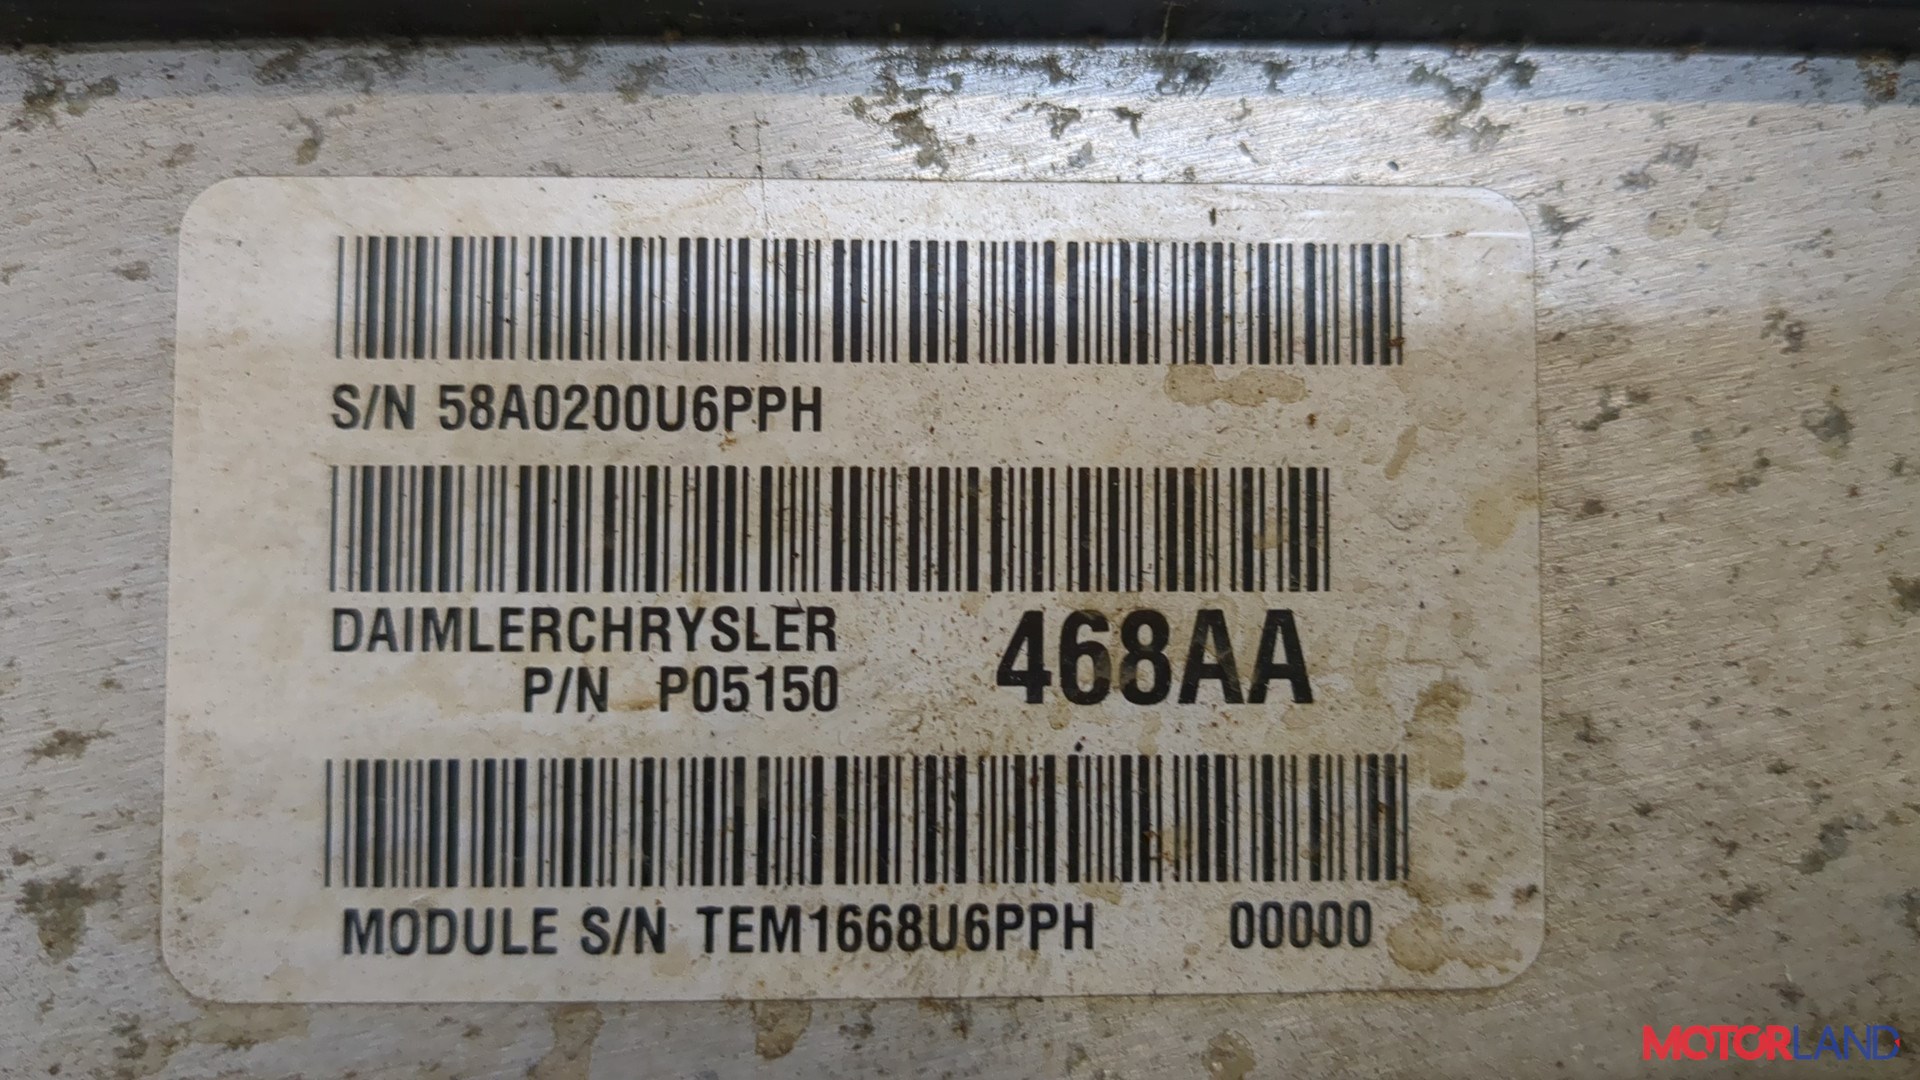 S/N 58A0200U6PPH
DAIMLERCHRYSLER
P/N P05150 468AA
MODULE S/N TEM1668U6PPH 00000
MOTORLAND